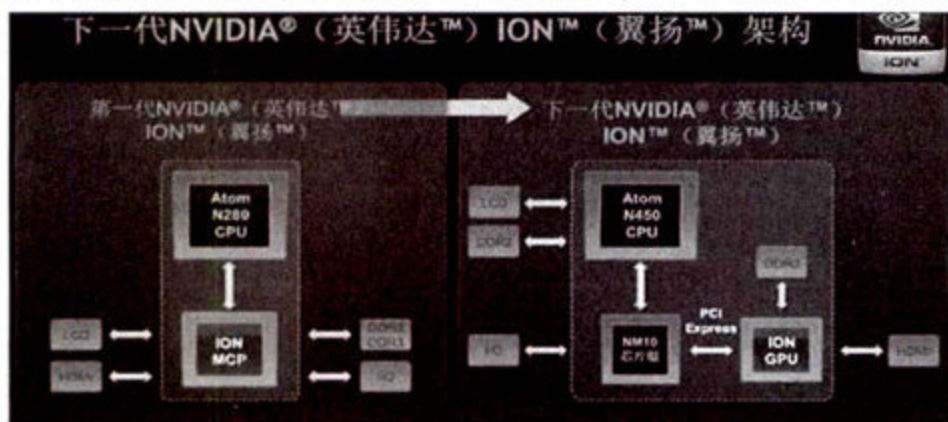 下一代NVIDIA®（英伟达™）ION™（翼扬™）架构
NVIDIA
ION
第一代NVIDIA®（英伟达™
ION™（翼扬™）
下一代NVIDIA®（英伟达™）
ION™（翼扬™）
Atom
N280
CPU
ION
MCP
LCD
HDMI
DDR2
DDR3
I/O
LCD
DDR2
Atom
N450
CPU
DDR3
PCI
Express
I/O
NM10
芯片组
ION
GPU
HDMI